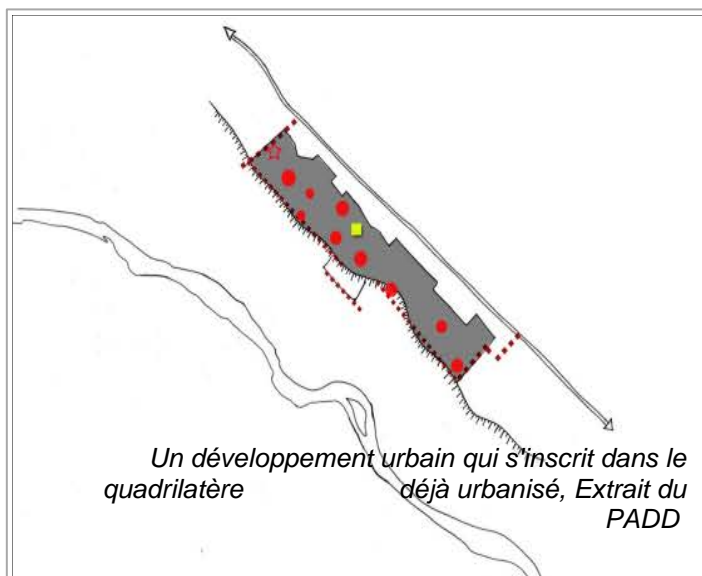 Un développement urbain qui s'inscrit dans le
quadrilatère déjà urbanisé, Extrait du
PADD